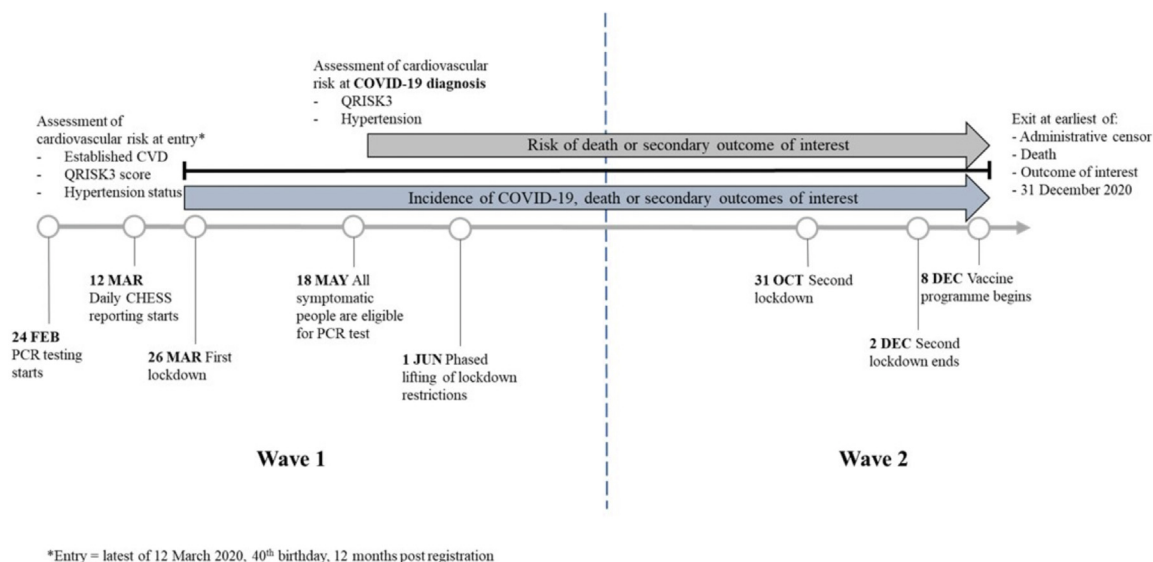 Assessment of cardiovascular
risk at COVID-19 diagnosis
- QRISK3
- Hypertension
Assessment of
cardiovascular risk at entry*
- Established CVD
- QRISK3 score
- Hypertension status
Risk of death or secondary outcome of interest
Incidence of COVID-19, death or secondary outcomes of interest
Exit at earliest of:
- Administrative censor
- Death
- Outcome of interest
- 31 December 2020
24 FEB
PCR testing
starts
12 MAR
Daily CHESS
reporting starts
26 MAR First
lockdown
18 MAY All
symptomatic
people are eligible
for PCR test
1 JUN Phased
lifting of lockdown
restrictions
31 OCT Second
lockdown
2 DEC Second
lockdown ends
8 DEC Vaccine
programme begins
Wave 1
Wave 2
*Entry = latest of 12 March 2020, 40th birthday, 12 months post registration